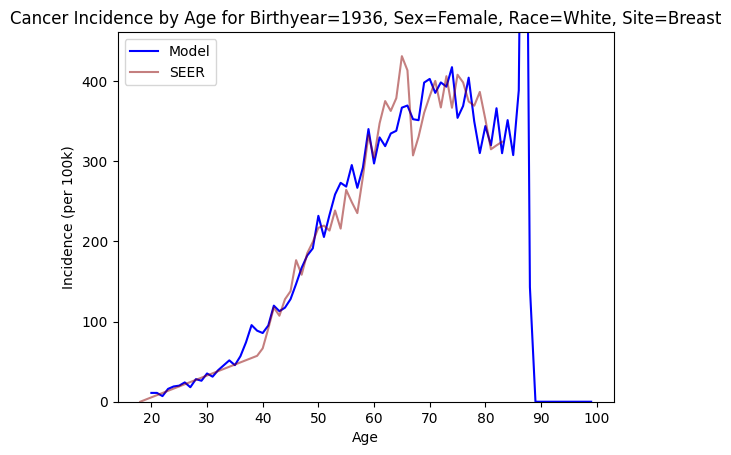 Cancer Incidence by Age for Birthyear=1936, Sex=Female, Race=White, Site=Breast
Model
SEER
Incidence (per 100k)
400
300
200
100
0
20 30 40 50 60 70 80 90 100
Age